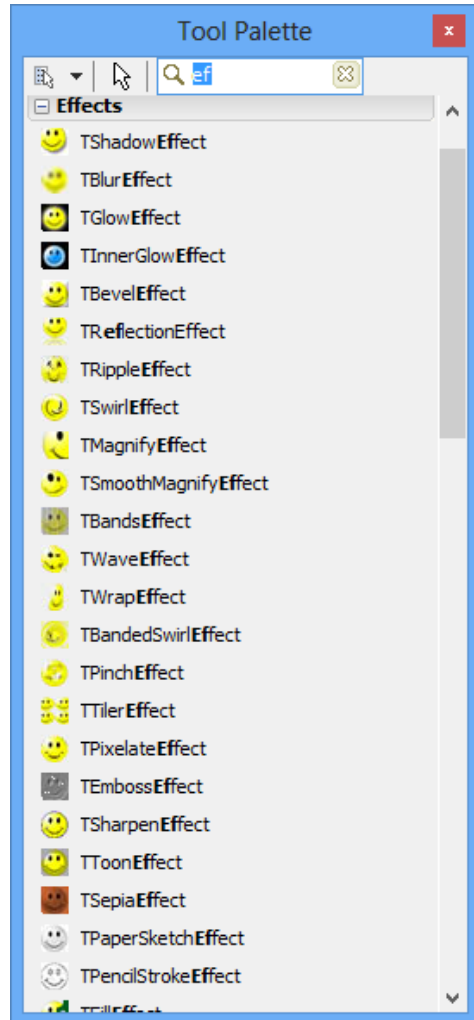 Tool Palette
x
ef
Effects
TShadowEffect
TBlurEffect
TGlowEffect
TInnerGlowEffect
TBevelEffect
TReflectionEffect
TRippleEffect
TSwirlEffect
TMagnifyEffect
TSmoothMagnifyEffect
TBandsEffect
TWaveEffect
TWrapEffect
TBandedSwirlEffect
TPinchEffect
TTilerEffect
TPixelateEffect
TEmbossEffect
TSharpenEffect
TToonEffect
TSepiaEffect
TPaperSketchEffect
TPencilStrokeEffect
TFillEffect